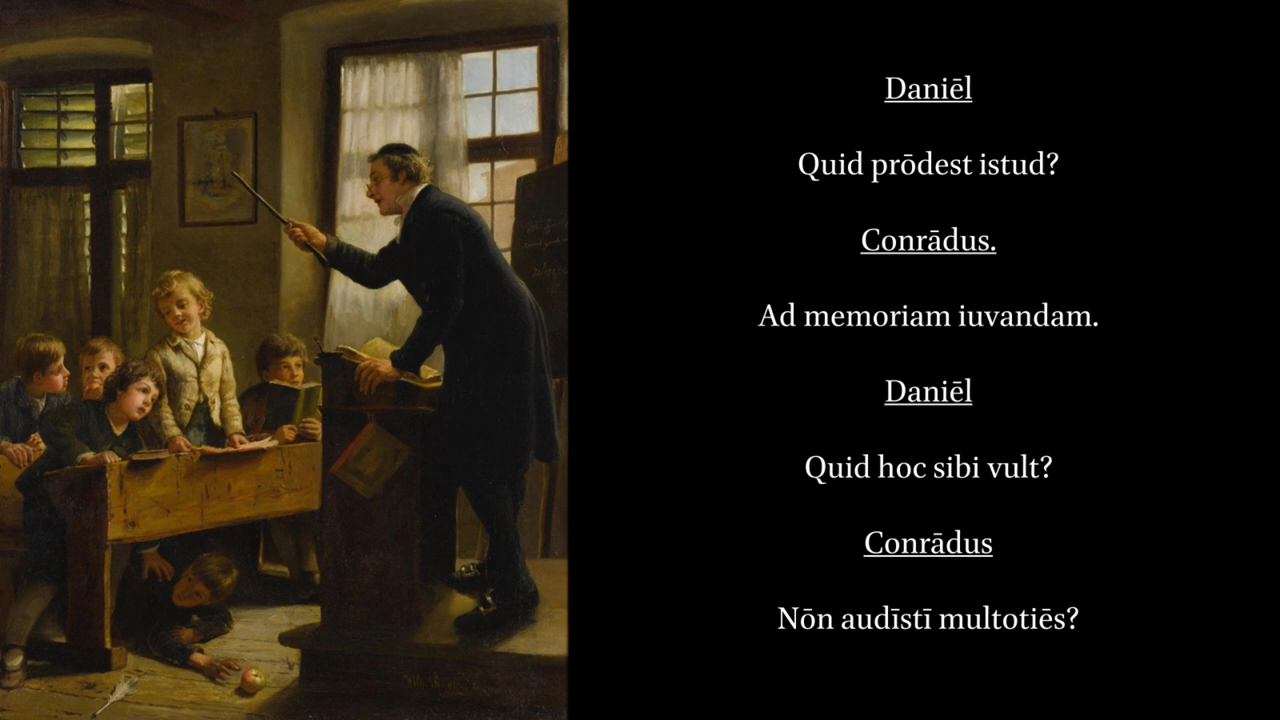 Daniēl
Quid prōdest istud?
Conrādus.
Ad memoriam iuvandam.
Daniēl
Quid hoc sibi vult?
Conrādus
Nōn audīstī multotiēs?